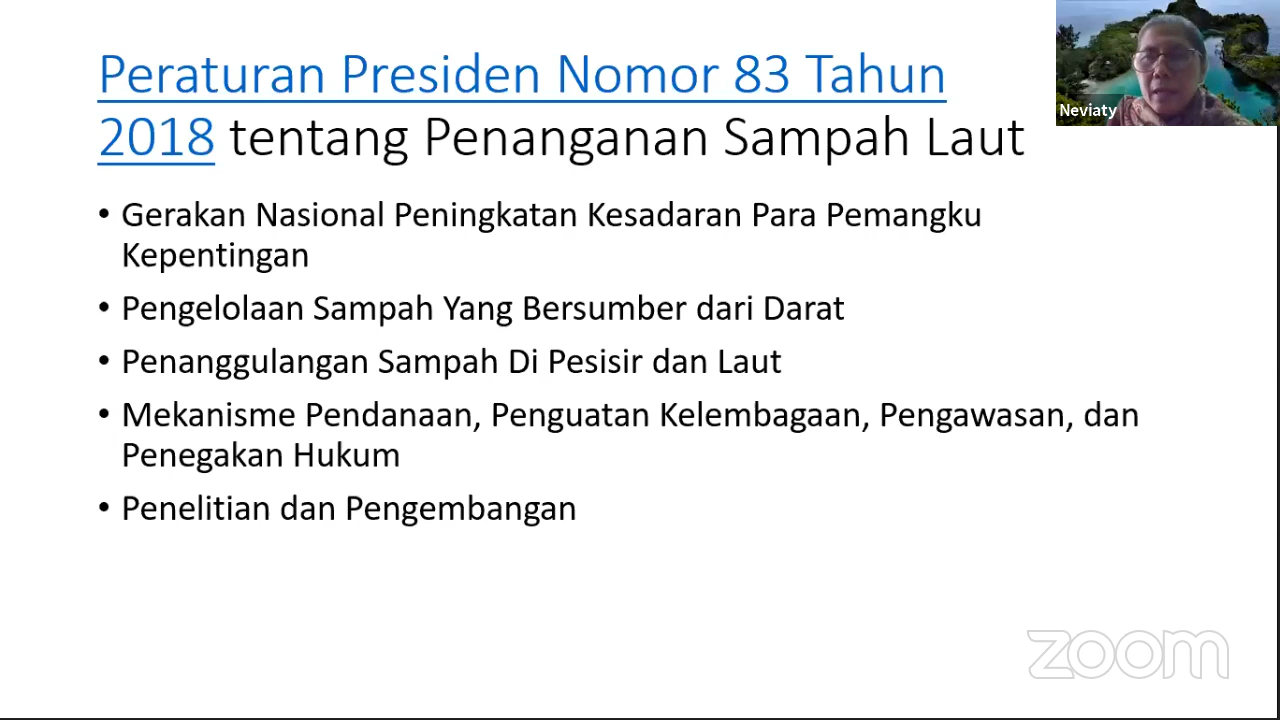 Peraturan Presiden Nomor 83 Tahun
2018 tentang Penanganan Sampah Laut
Neviaty
• Gerakan Nasional Peningkatan Kesadaran Para Pemangku
Kepentingan
• Pengelolaan Sampah Yang Bersumber dari Darat
• Penanggulangan Sampah Di Pesisir dan Laut
• Mekanisme Pendanaan, Penguatan Kelembagaan, Pengawasan, dan
Penegakan Hukum
• Penelitian dan Pengembangan
zoom